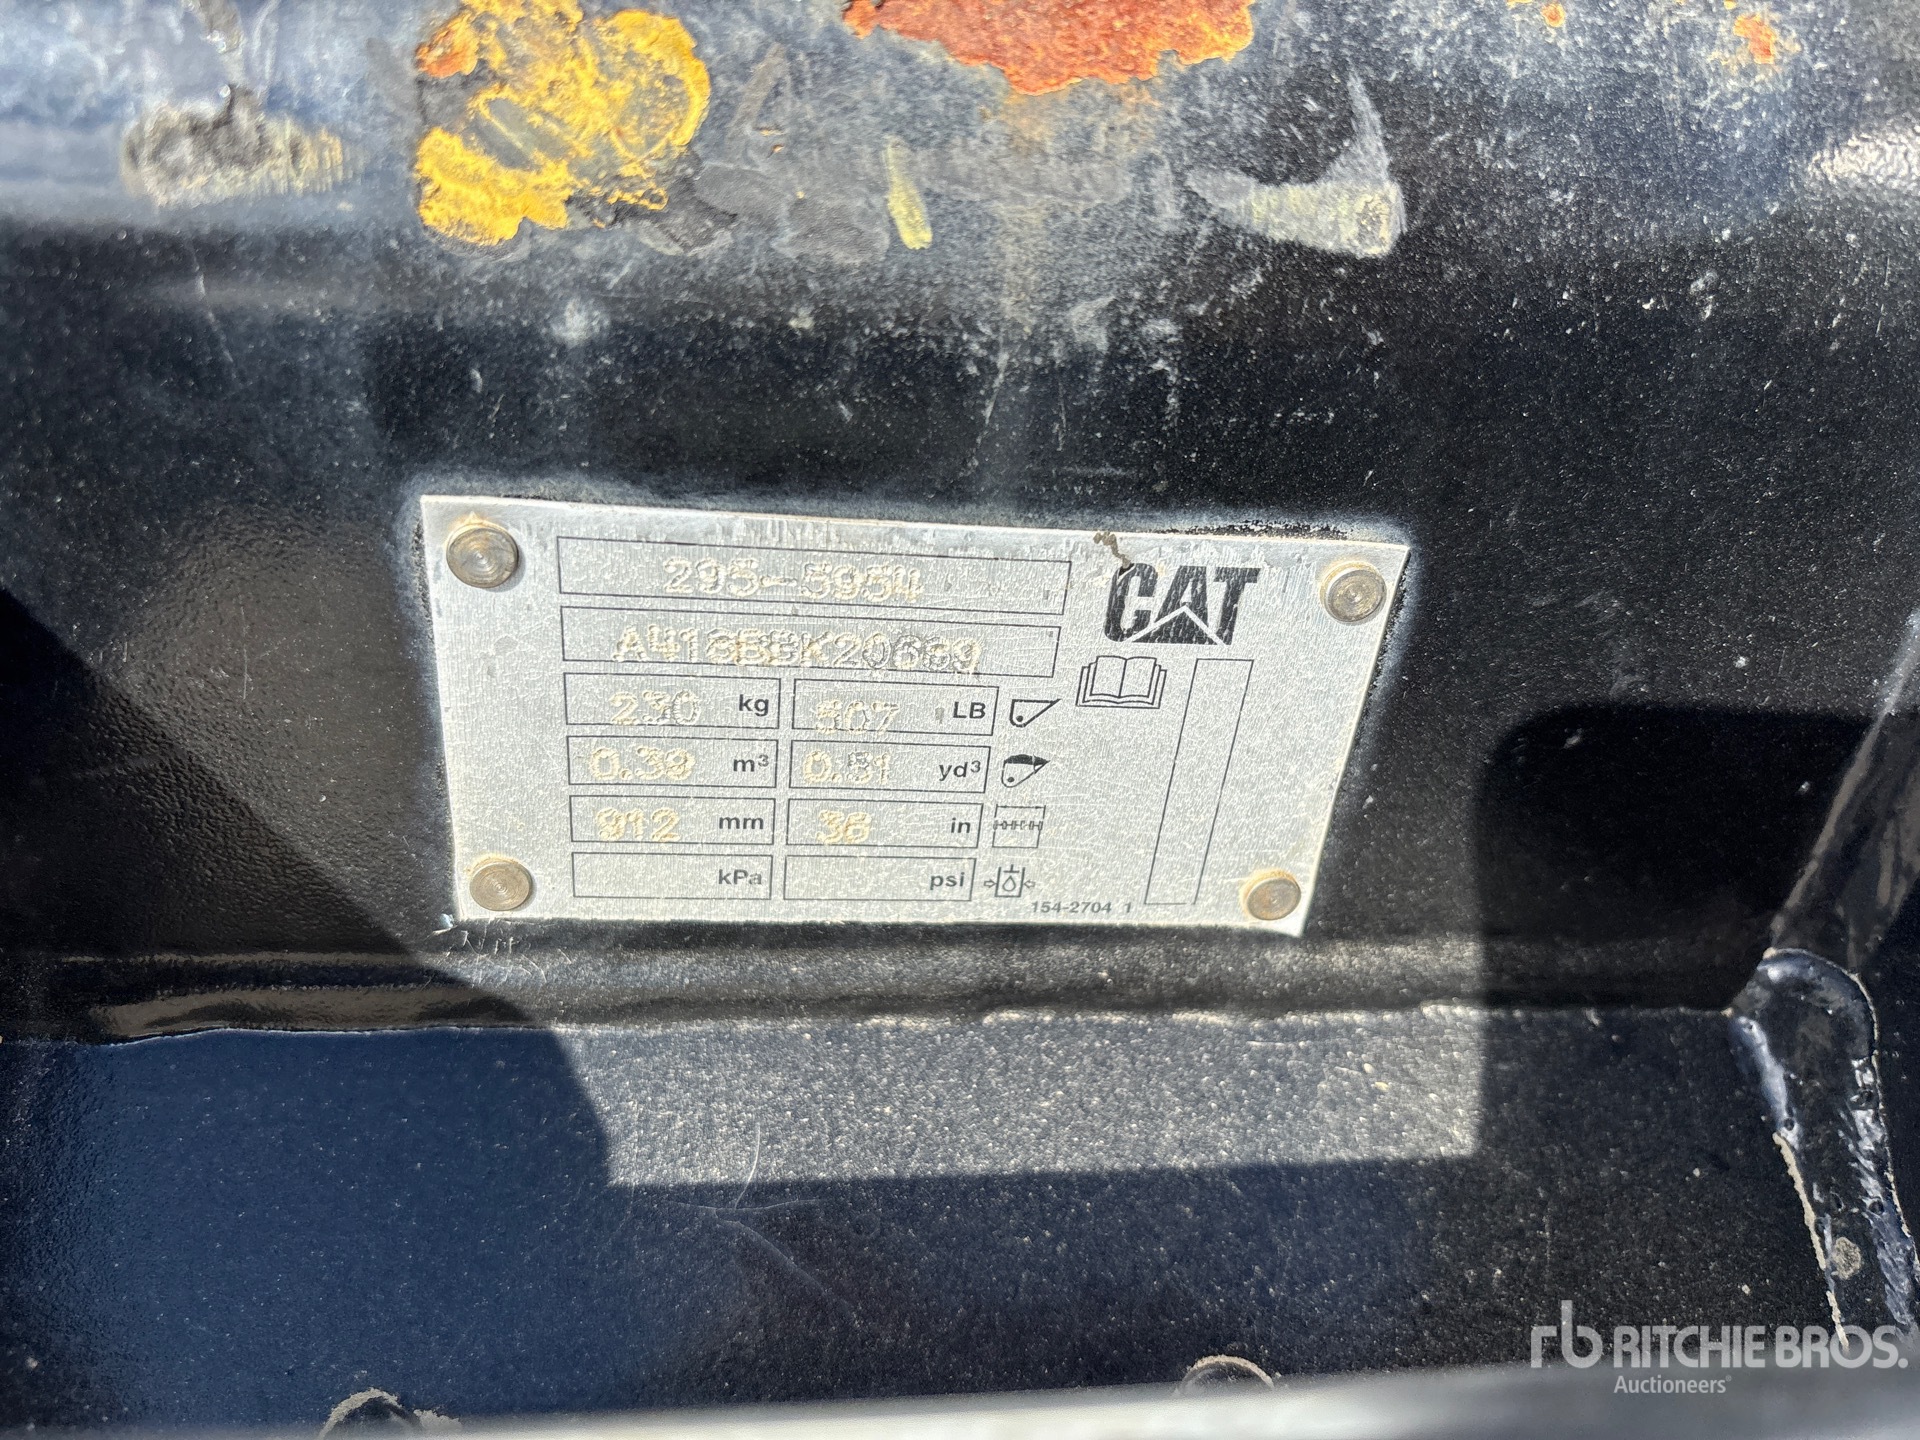 295-5954
CAT
230 kg 507 LB
0.39 m³ 0.51 yd³
912 mm 36 in
kPa psi
154-2704 1
rb RITCHIE BROS.
Auctioneers